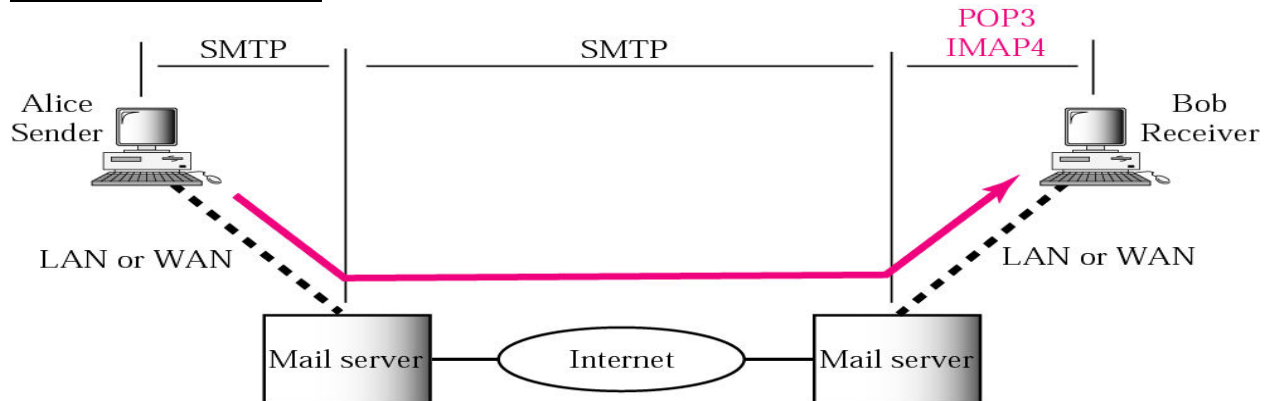 POP3
IMAP4
SMTP
SMTP
Alice
Sender
Bob
Receiver
LAN or WAN
LAN or WAN
Mail server
Internet
Mail server